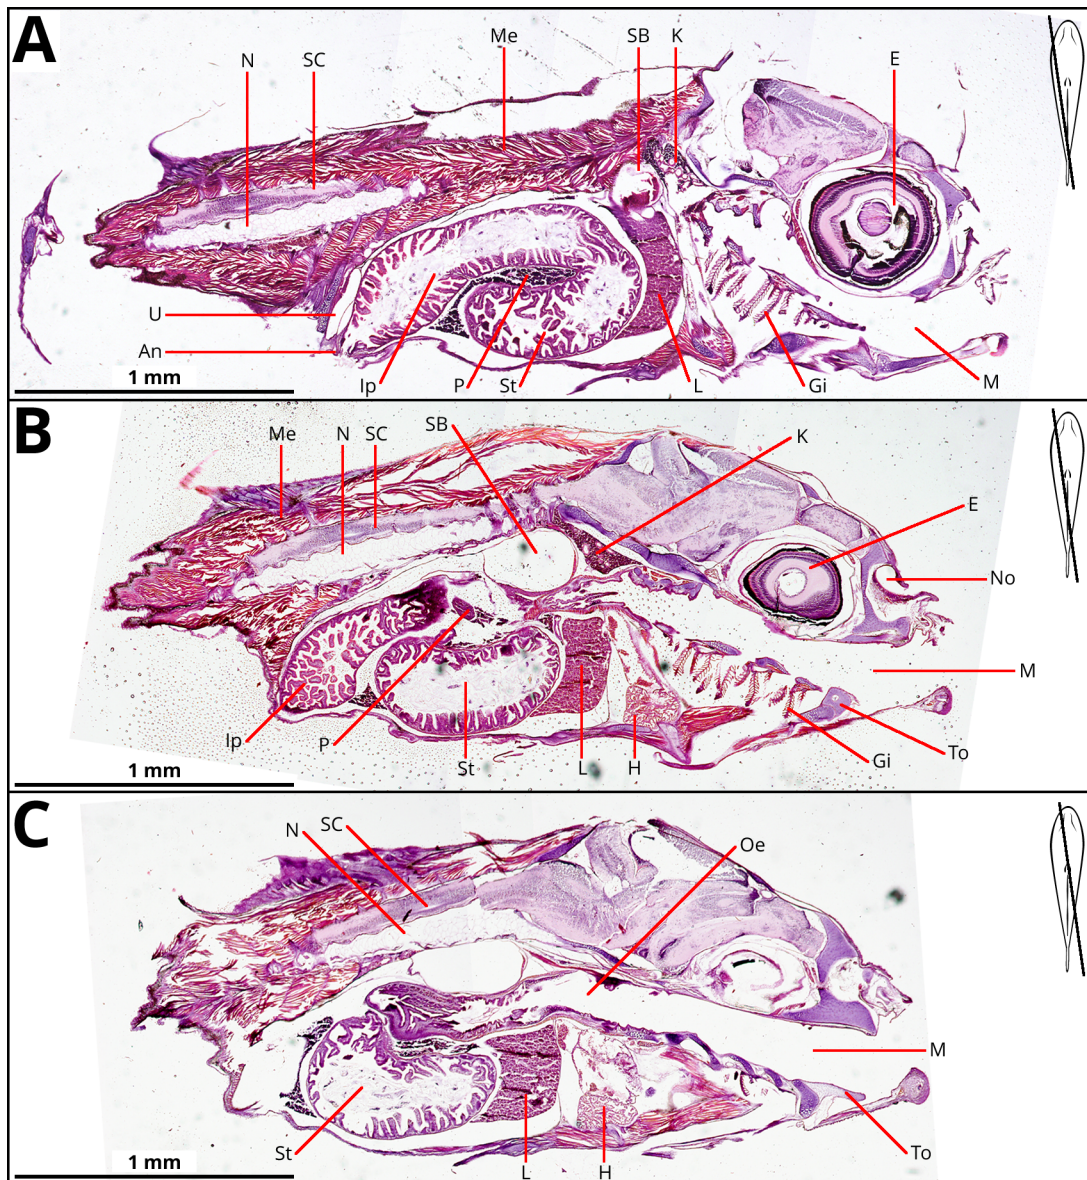 A
N SC Me SB K E
U
An
1 mm
Ip P St L Gi M
B
Me N SC SB K
E
No
M
Ip P St L H Gi To
1 mm
C
N SC Oe
M
St L H To
1 mm